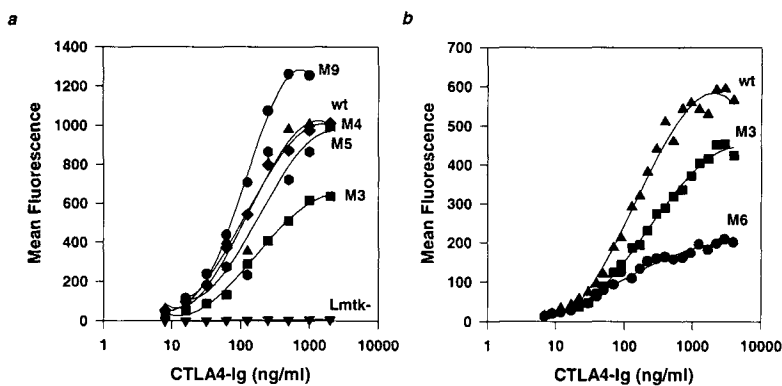 a
1400
1200
1000
800
600
400
200
0
Mean Fluorescence
M9
wt
M4
M5
M3
Lmtk-
1 10 100 1000 10000
CTLA4-Ig (ng/ml)
b
700
600
500
400
300
200
100
0
Mean Fluorescence
wt
M3
M6
1 10 100 1000 10000
CTLA4-Ig (ng/ml)